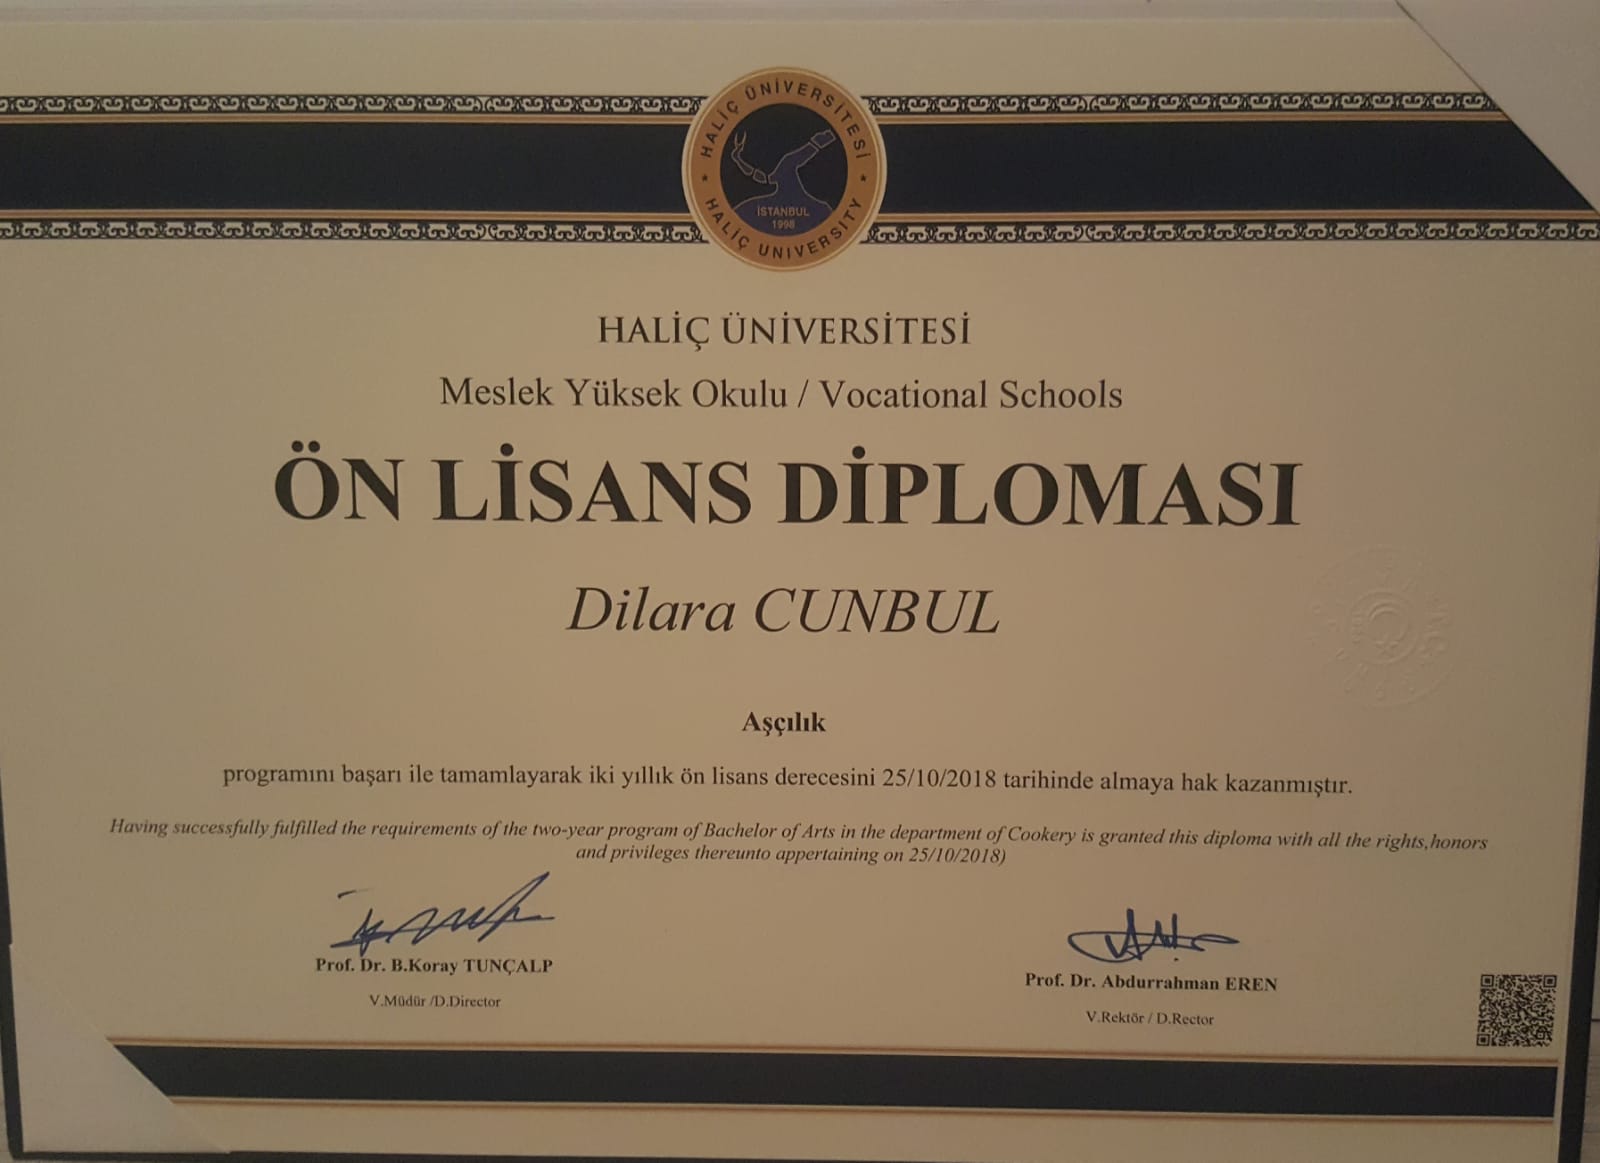 HALİÇ ÜNİVERSİTESİ
İSTANBUL
1998
HALİÇ UNIVERSITY
HALİÇ ÜNİVERSİTESİ
Meslek Yüksek Okulu / Vocational Schools
ÖN LİSANS DİPLOMASI
Dilara CUNBUL
Aşçılık
programını başarı ile tamamlayarak iki yıllık ön lisans derecesini 25/10/2018 tarihinde almaya hak kazanmıştır.
Having successfully fulfilled the requirements of the two-year program of Bachelor of Arts in the department of Cookery is granted this diploma with all the rights,honors
and privileges thereunto appertaining on 25/10/2018)
Prof. Dr. B.Koray TUNÇALP
V.Müdür /D.Director
Prof. Dr. Abdurrahman EREN
V.Rektör / D.Rector